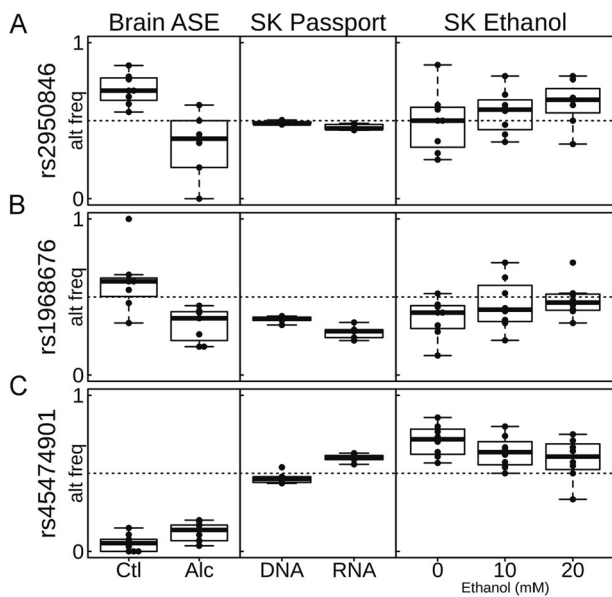 A Brain ASE SK Passport SK Ethanol
rs2950846
alt freq
1
0
B
rs1968676
alt freq
1
0
C
rs45474901
alt freq
1
0
Ctl Alc DNA RNA 0 10 20
Ethanol (mM)